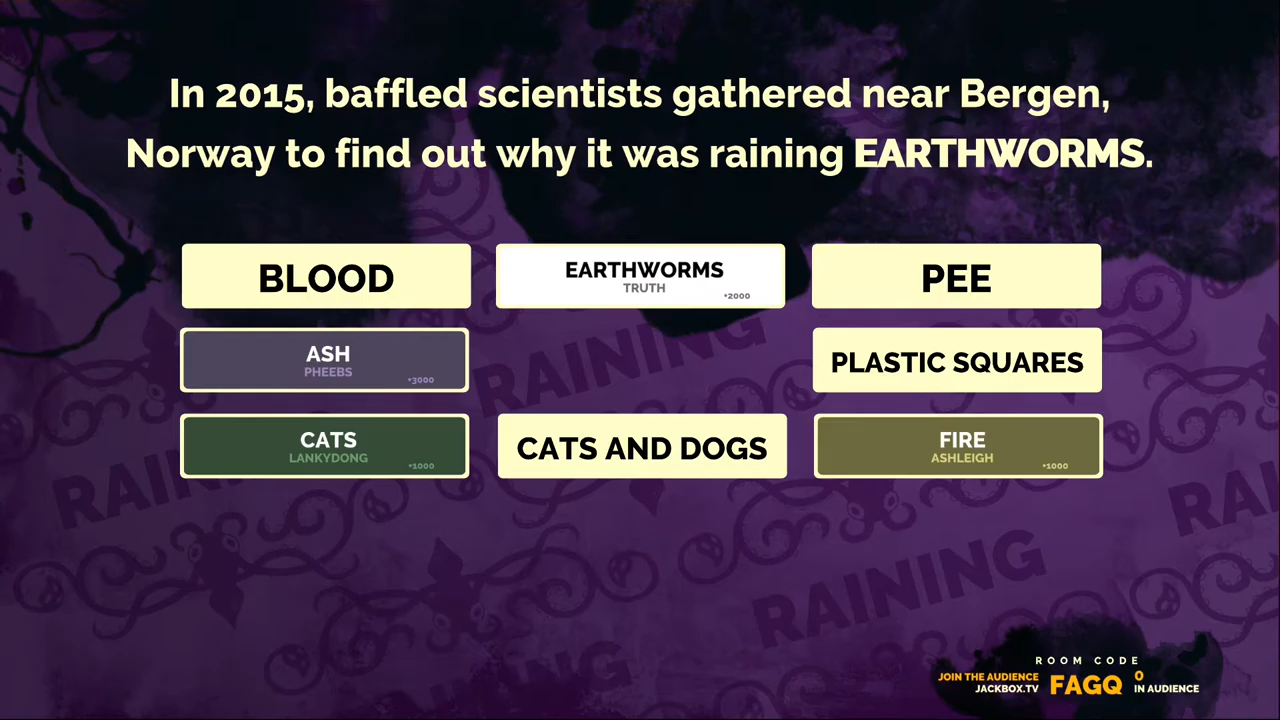 In 2015, baffled scientists gathered near Bergen,
Norway to find out why it was raining EARTHWORMS.
BLOOD
EARTHWORMS
TRUTH
+2000
PEE
ASH
PHEEBS
+3000
PLASTIC SQUARES
CATS
LANKYDONG
+1000
CATS AND DOGS
FIRE
ASHLEIGH
+1000
RAINING
RAIN
RAI
RAINING
NING
ROOM CODE
JOIN THE AUDIENCE
JACKBOX.TV
FAGQ
0
IN AUDIENCE